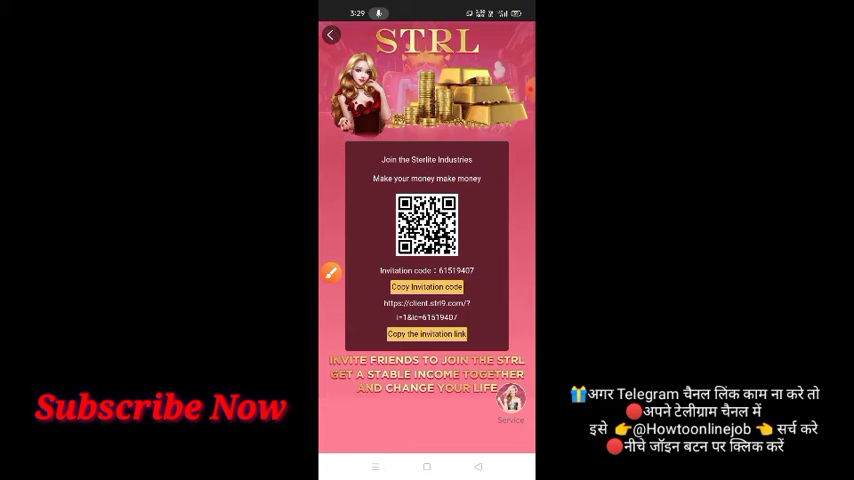 3:29
STRL
Join the Sterlite Industries
Make your money make money
Invitation code：61519407
Copy Invitation code
https://client.strl9.com/?
i=1&ic=61519407
Copy the invitation link
INVITE FRIENDS TO JOIN THE STRL
GET A STABLE INCOME TOGETHER
AND CHANGE YOUR LIFE
Service
Subscribe Now
अगर Telegram चैनल लिंक काम ना करे तो
अपने टेलीग्राम चैनल में
इसे 👉@Howtoonlinejob👈 सर्च करे
नीचे जॉइन बटन पर क्लिक करें